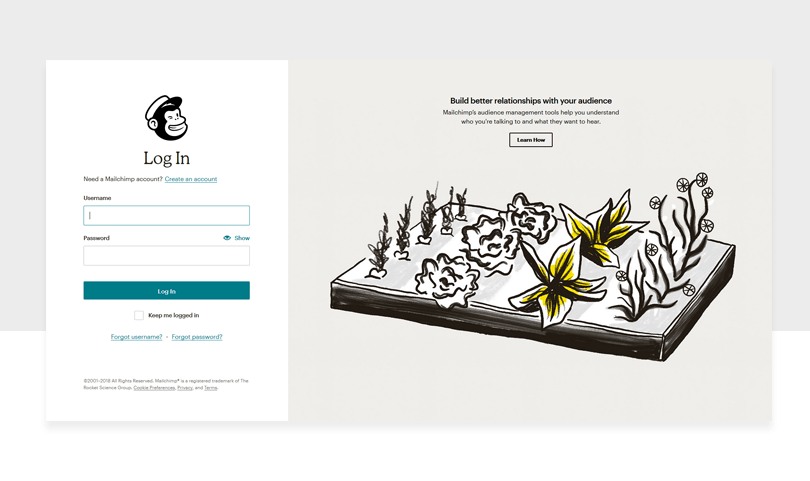 Log In
Need a Mailchimp account? Create an account
Username
Password
Show
Log In
Keep me logged in
Forgot username? • Forgot password?
©2001-2018 All Rights Reserved. Mailchimp® is a registered trademark of The
Rocket Science Group. Cookie Preferences, Privacy, and Terms.
Build better relationships with your audience
Mailchimp's audience management tools help you understand
who you're talking to and what they want to hear.
Learn How